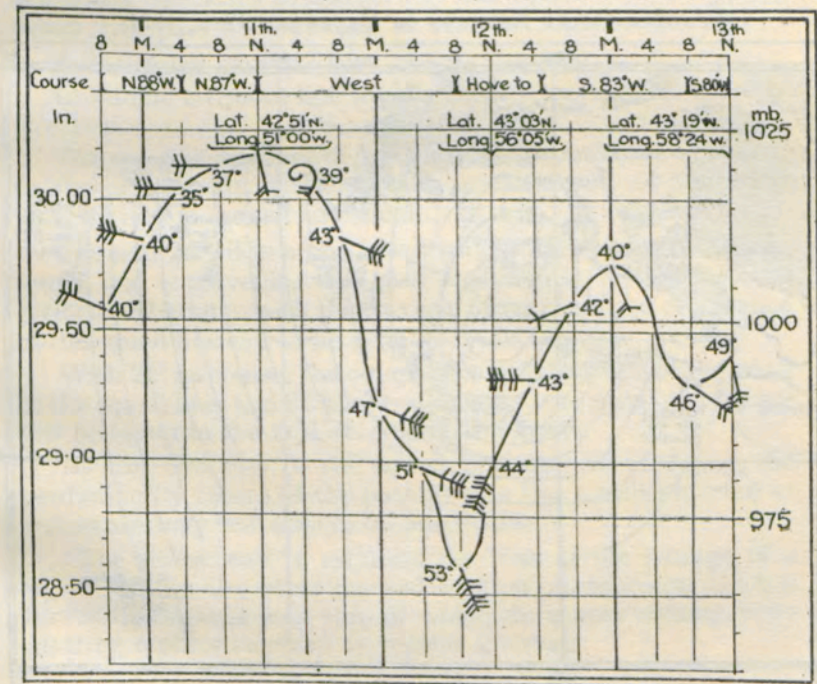 11th. 12th. 13th
8 M. 4 8 N. 4 8 M. 4 8 N. 4 8 M. 4 8 N.
Course N.88°W. N.87°W. West Hove to S. 83°W. S.80°W
In. Lat. 42°51'N. Lat. 43°03'N. Lat. 43°19'W. mb.
Long. 51°00'W. Long. 56°05'W. Long. 58°24'W. 1025
37° 39°
30.00 35°
40° 43° 40°
40° 42°
29.50 1000
49
43° 46°
47°
29.00 51 44°
975
53°
28.50